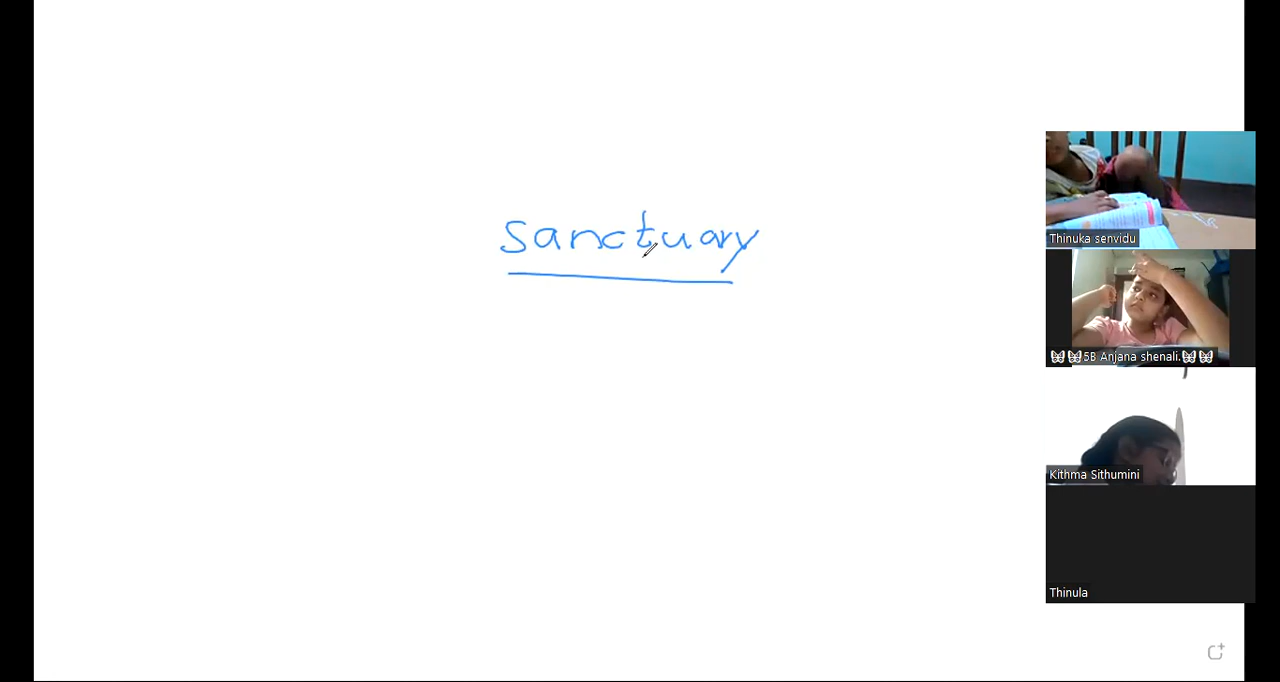 sanctuary
Thinuka senvidu
5B Anjana shenali.
Kithma Sithumini
Thinula